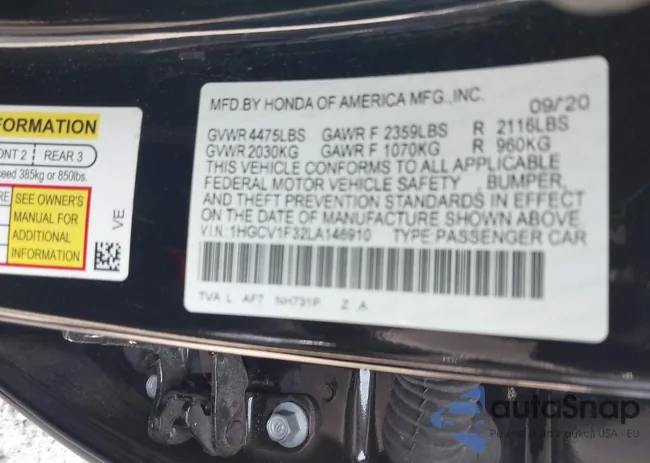 FORMATION
ONT 2 REAR 3
ceed 385kg or 850lbs.
RE
SEE OWNER'S
MANUAL FOR
ADDITIONAL
INFORMATION
VE
MFD.BY HONDA OF AMERICA MFG.,INC. 09/'20
GVWR 4475LBS GAWR F 2359LBS R 2116LBS
GVWR 2030KG GAWR F 1070KG R 960KG
THIS VEHICLE CONFORMS TO ALL APPLICABLE
FEDERAL MOTOR VEHICLE SAFETY , BUMPER,
AND THEFT PREVENTION STANDARDS IN EFFECT
ON THE DATE OF MANUFACTURE SHOWN ABOVE.
V.I.N.:1HGCV1F32LA146910 TYPE:PASSENGER CAR
TVA L AF7 NH731P Z A
autoSnap